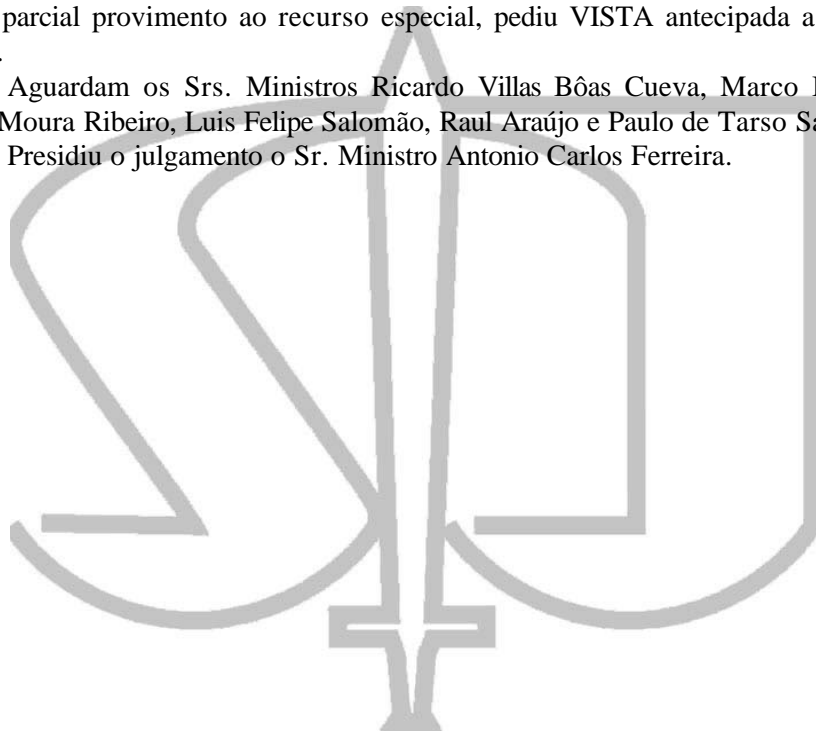 parcial provimento ao recurso especial, pediu VISTA antecipada a
.
Aguardam os Srs. Ministros Ricardo Villas Bôas Cueva, Marco
Moura Ribeiro, Luis Felipe Salomão, Raul Araújo e Paulo de Tarso
Presidiu o julgamento o Sr. Ministro Antonio Carlos Ferreira.
STJ